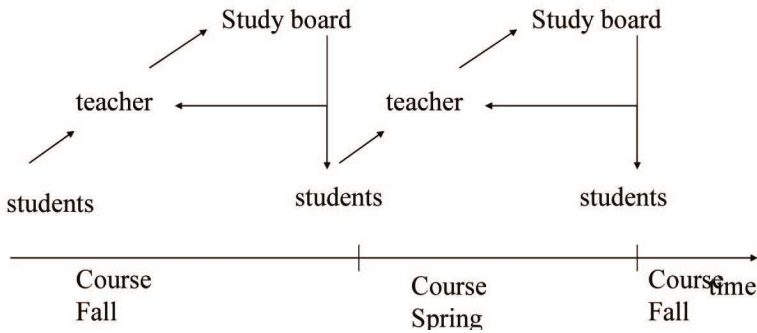 Study board
Study board
teacher
teacher
students
students
students
Course
Fall
Course
Spring
Course
Fall
time